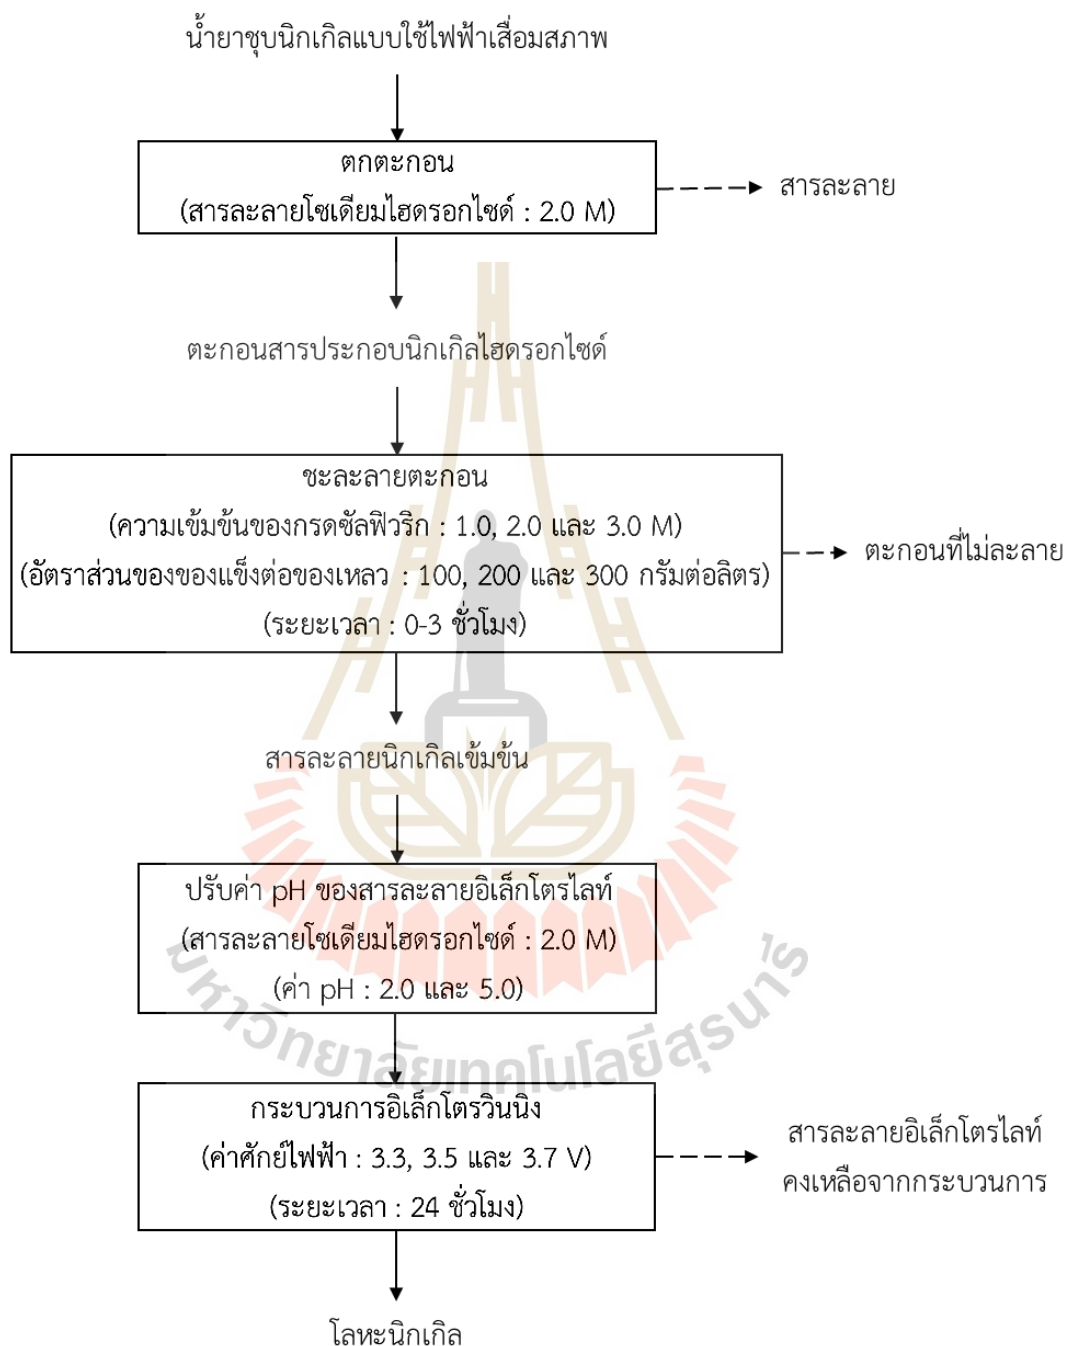 น้ำยาชุบนิกเกิลแบบใช้ไฟฟ้าเสื่อมสภาพ
ตกตะกอน
(สารละลายโซเดียมไฮดรอกไซด์ : 2.0 M)
สารละลาย
ตะกอนสารประกอบนิกเกิลไฮดรอกไซด์
ชะละลายตะกอน
(ความเข้มข้นของกรดซัลฟิวริก : 1.0, 2.0 และ 3.0 M)
(อัตราส่วนของของแข็งต่อของเหลว : 100, 200 และ 300 กรัมต่อลิตร)
(ระยะเวลา : 0-3 ชั่วโมง)
ตะกอนที่ไม่ละลาย
สารละลายนิกเกิลเข้มข้น
ปรับค่า pH ของสารละลายอิเล็กโตรไลท์
(สารละลายโซเดียมไฮดรอกไซด์ : 2.0 M)
(ค่า pH : 2.0 และ 5.0)
มหาวิทยาลัยเทคโนโลยีสุรนารี
กระบวนการอิเล็กโตรวินนิง
(ค่าศักย์ไฟฟ้า : 3.3, 3.5 และ 3.7 V)
(ระยะเวลา : 24 ชั่วโมง)
สารละลายอิเล็กโตรไลท์
คงเหลือจากกระบวนการ
โลหะนิกเกิล